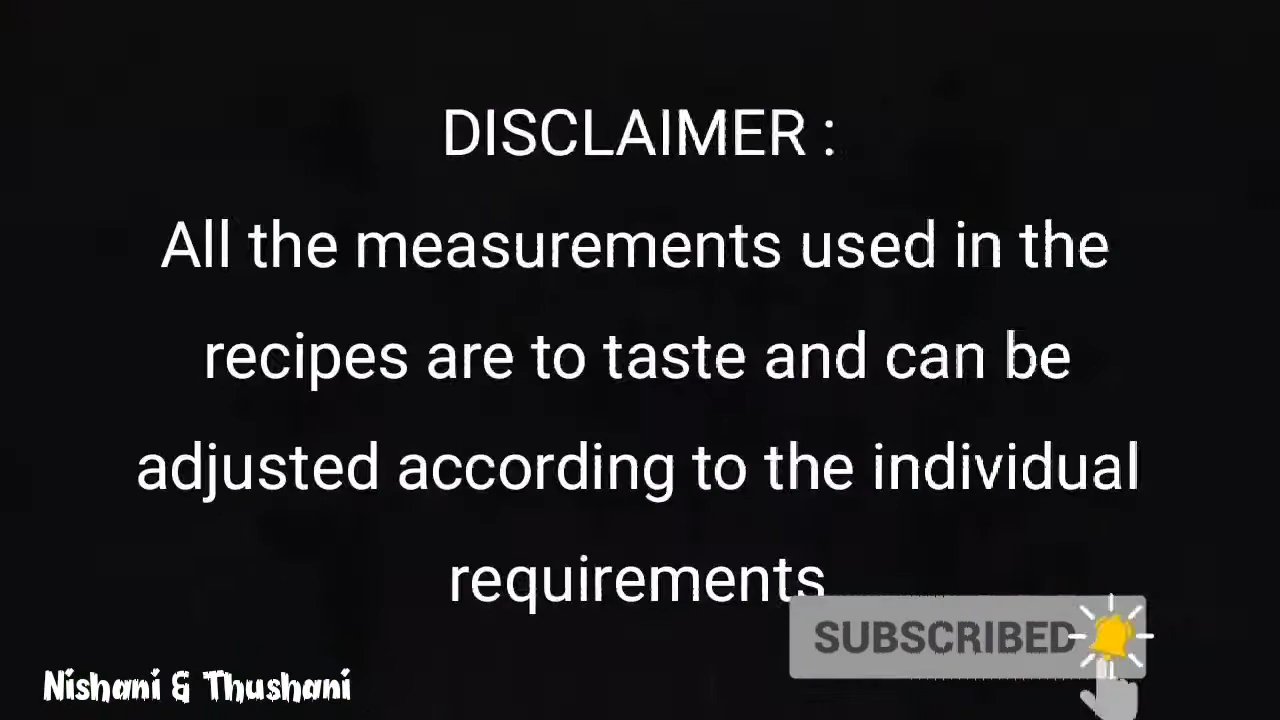 DISCLAIMER :
All the measurements used in the
recipes are to taste and can be
adjusted according to the individual
requirements
SUBSCRIBED
Nishani & Thushani